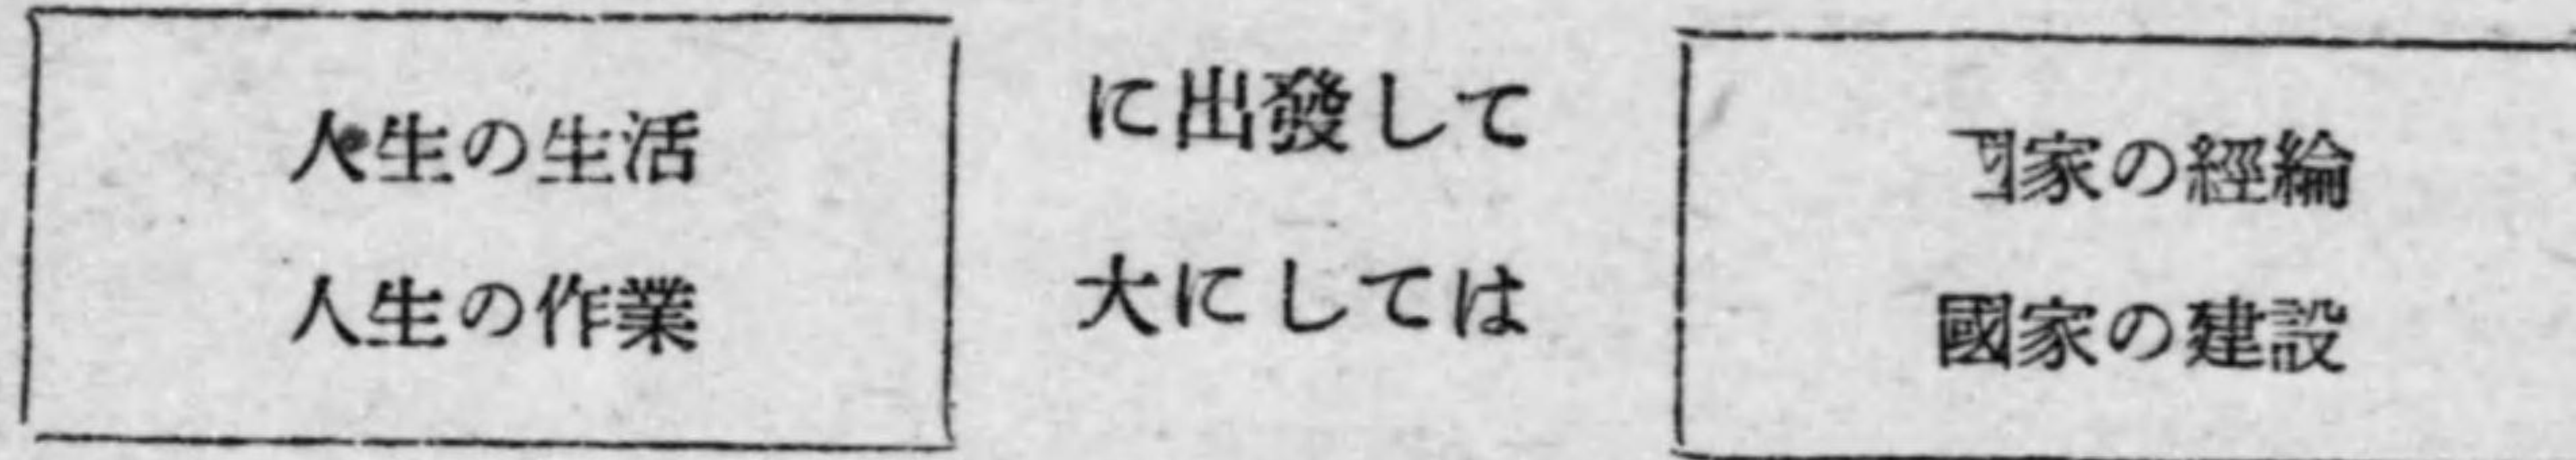 人生の生活
人生の作業
に出發して
大にしては
國家の經綸
國家の建設